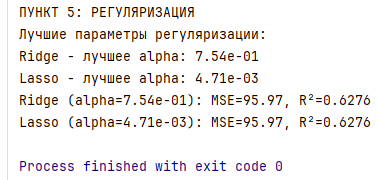 ПУНКТ 5: РЕГУЛЯРИЗАЦИЯ
Лучшие параметры регуляризации:
Ridge - лучшее alpha: 7.54e-01
Lasso - лучшее alpha: 4.71e-03
Ridge (alpha=7.54e-01): MSE=95.97, R²=0.6276
Lasso (alpha=4.71e-03): MSE=95.97, R²=0.6276
Process finished with exit code 0